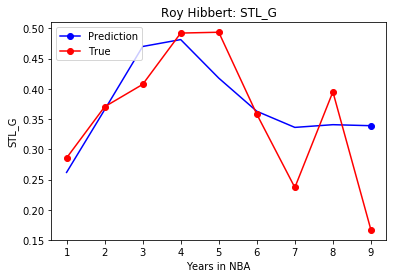 Roy Hibbert: STL_G
Prediction
True
STL_G
0.50
0.45
0.40
0.35
0.30
0.25
0.20
0.15
1 2 3 4 5 6 7 8 9
Years in NBA